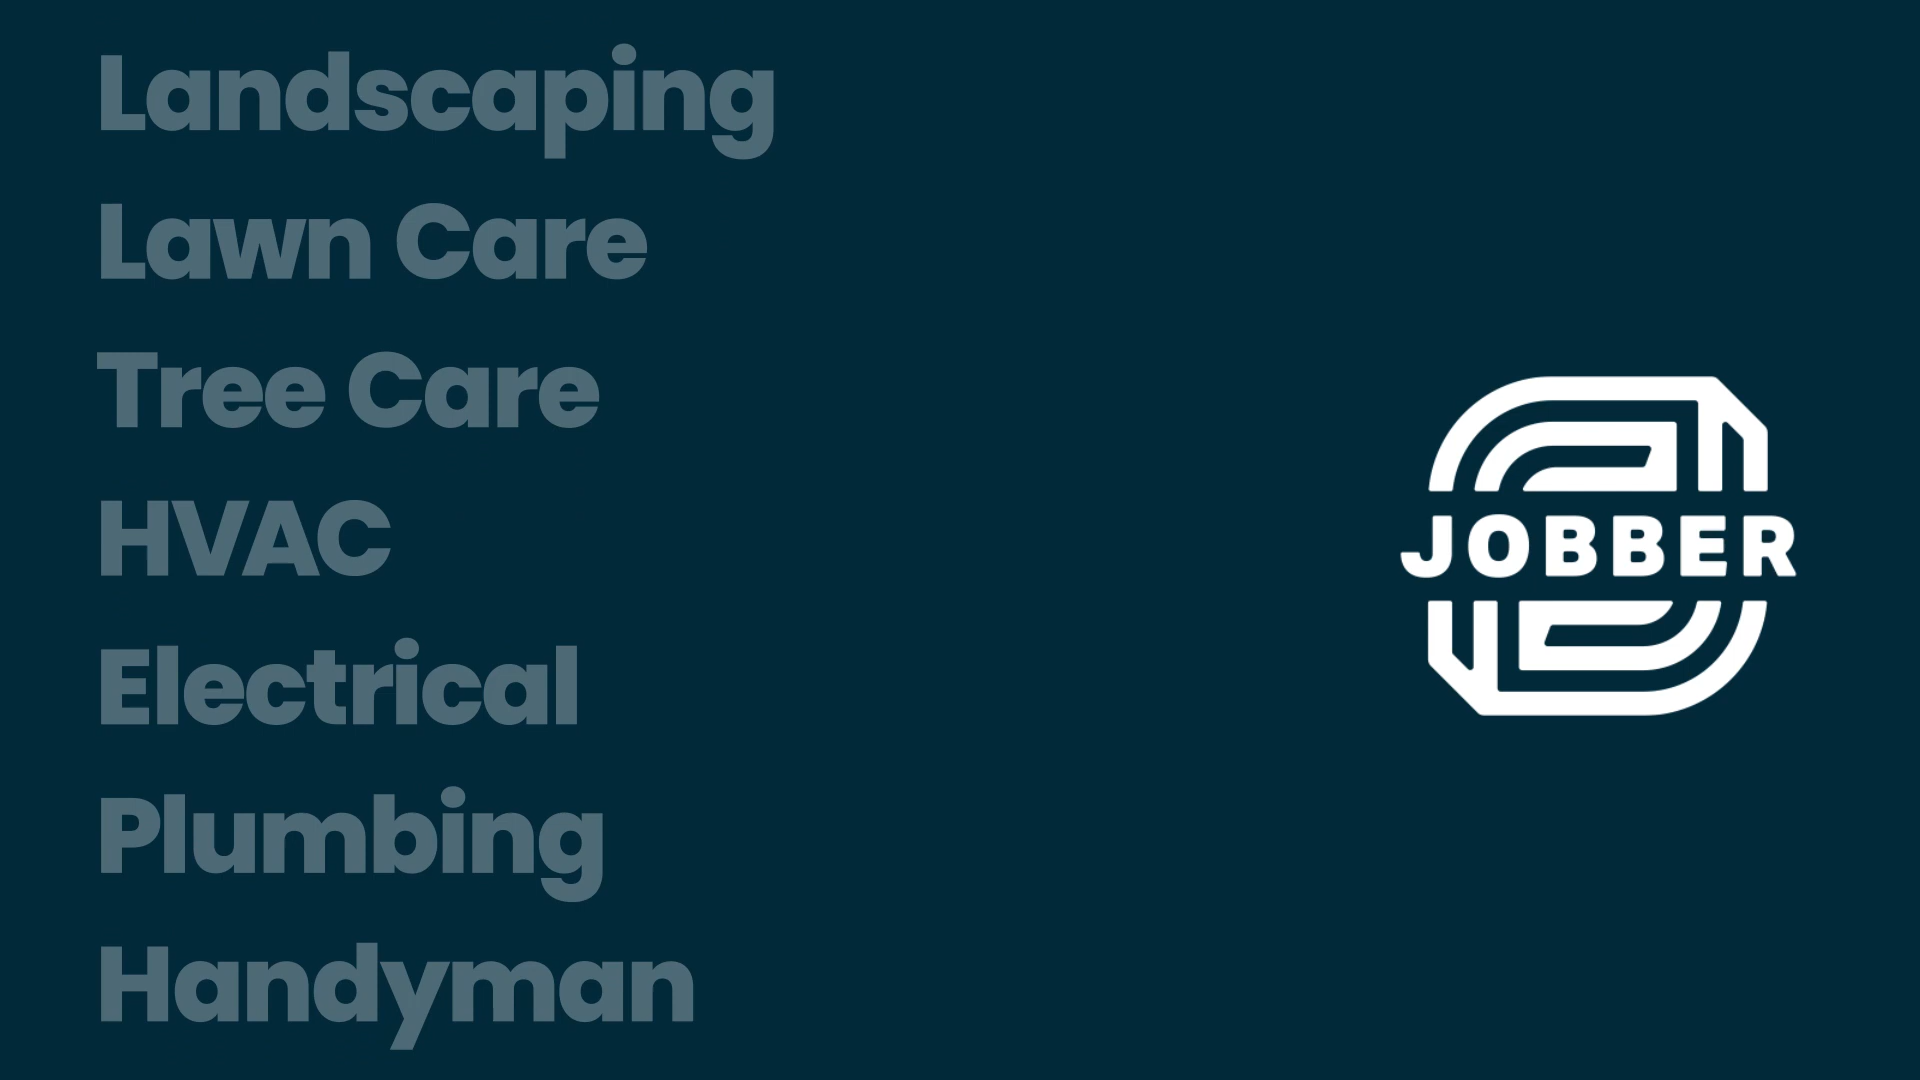 Landscaping
Lawn Care
Tree Care
HVAC
Electrical
Plumbing
Handyman
JOBBER